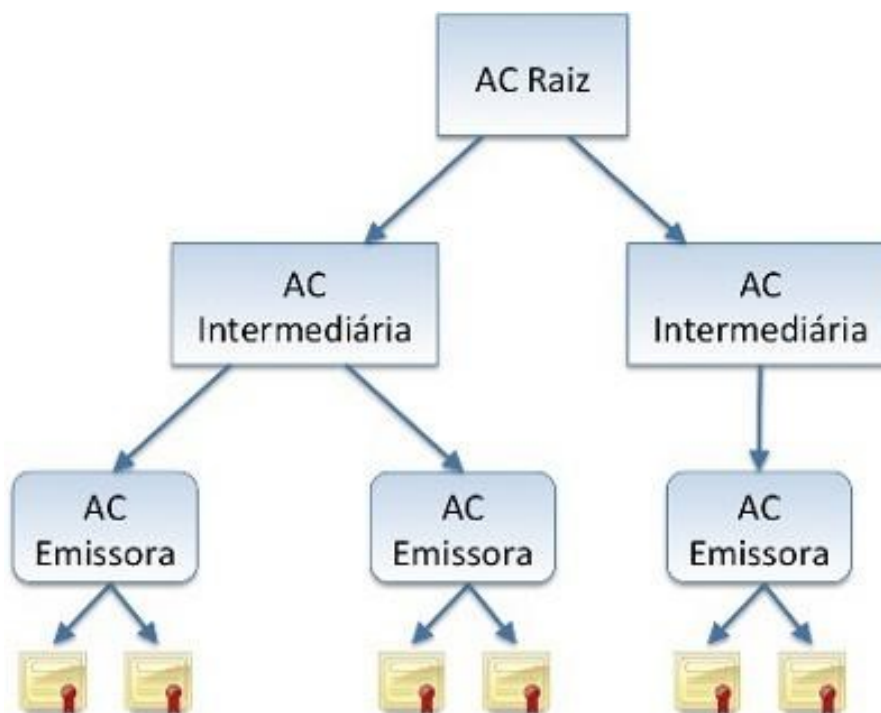 AC Raiz
AC
Intermediária
AC
Intermediária
AC
Emissora
AC
Emissora
AC
Emissora